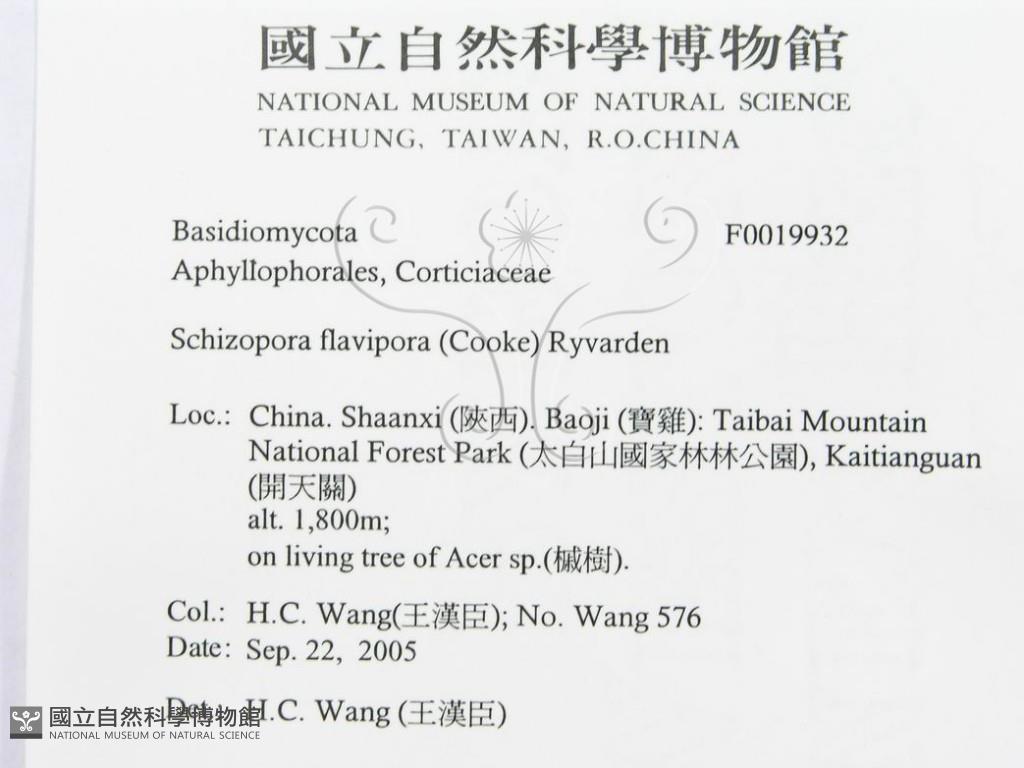 國立自然科學博物館
NATIONAL MUSEUM OF NATURAL SCIENCE
TAICHUNG, TAIWAN, R.O.CHINA
Basidiomycota F0019932
Aphyllophorales, Corticiaceae
Schizopora flavipora (Cooke) Ryvarden
Loc.: China. Shaanxi (陝西). Baoji (寶雞): Taibai Mountain
National Forest Park (太白山國家林林公園), Kaitianguan
(開天關)
alt. 1,800m;
on living tree of Acer sp.(槭樹).
Col.: H.C. Wang(王漢臣); No. Wang 576
Date: Sep. 22, 2005
Det.: H.C. Wang (王漢臣)
國立自然科學博物館
NATIONAL MUSEUM OF NATURAL SCIENCE